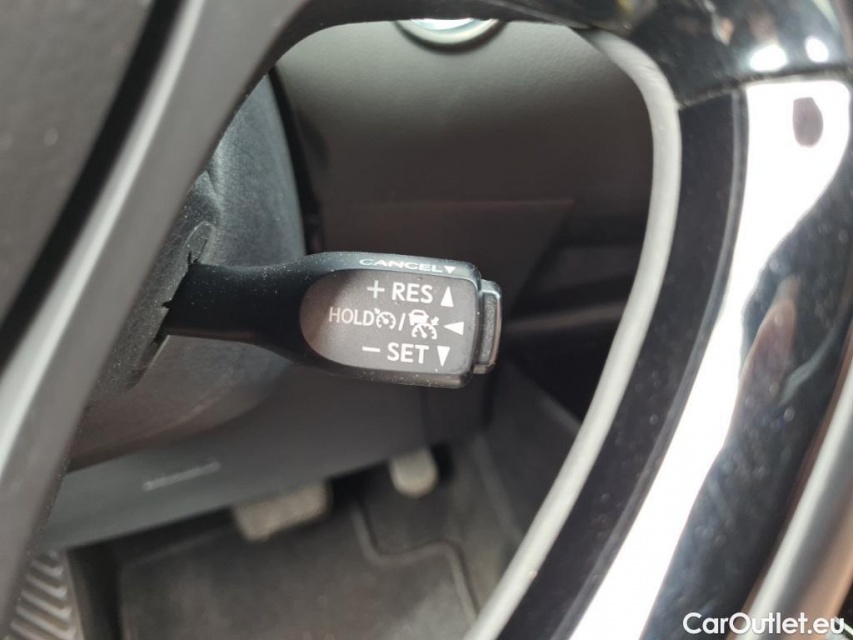 CANCEL▼
+ RES ▲
HOLD / ◀
− SET ▼
CarOutlet.eu